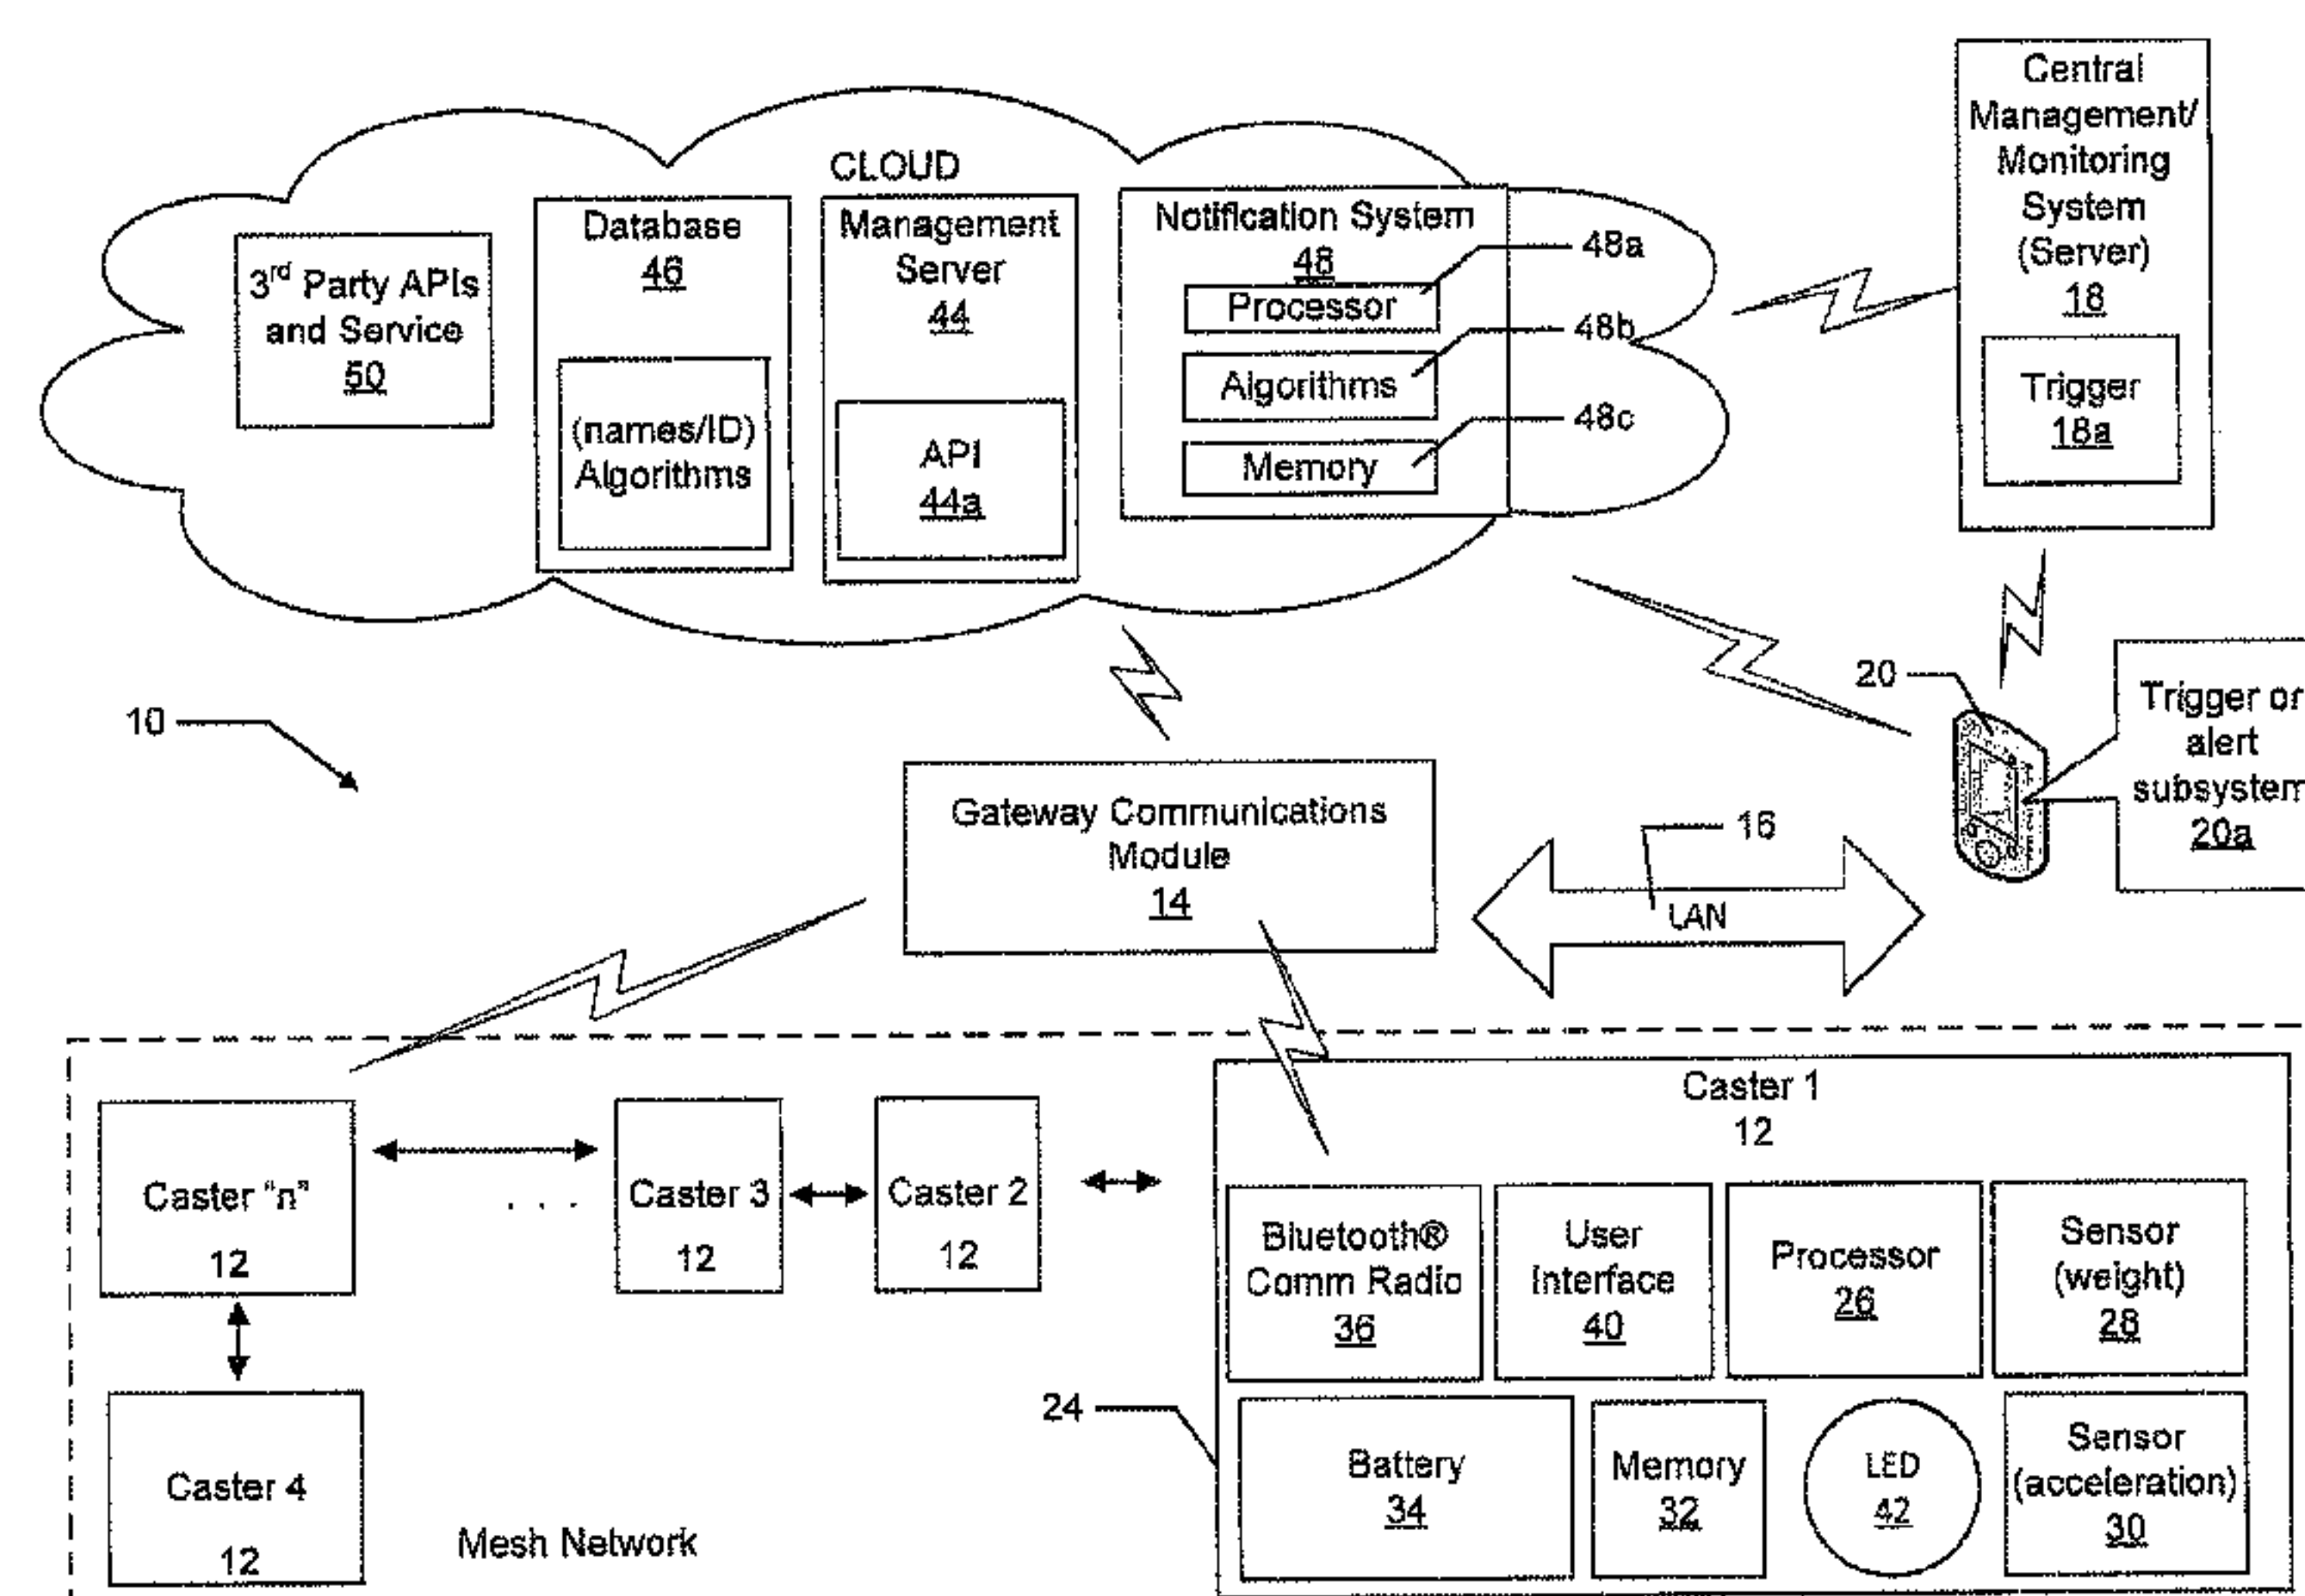 CLOUD
3rd Party APIs
and Service
50
Database
46
(names/ID)
Algorithms
Management
Server
44
API
44a
Notification System
48
Processor
Algorithms
Memory
48a
48b
48c
Central
Management/
Monitoring
System
(Server)
18
Trigger
18a
10
Gateway Communications
Module
14
16
LAN
20
Trigger or
alert
subsystem
20a
Caster "n"
12
. . .
Caster 3
12
Caster 2
12
Caster 4
12
Mesh Network
24
Caster 1
12
Bluetooth®
Comm Radio
36
User
Interface
40
Processor
26
Sensor
(weight)
28
Battery
34
Memory
32
LED
42
Sensor
(acceleration)
30